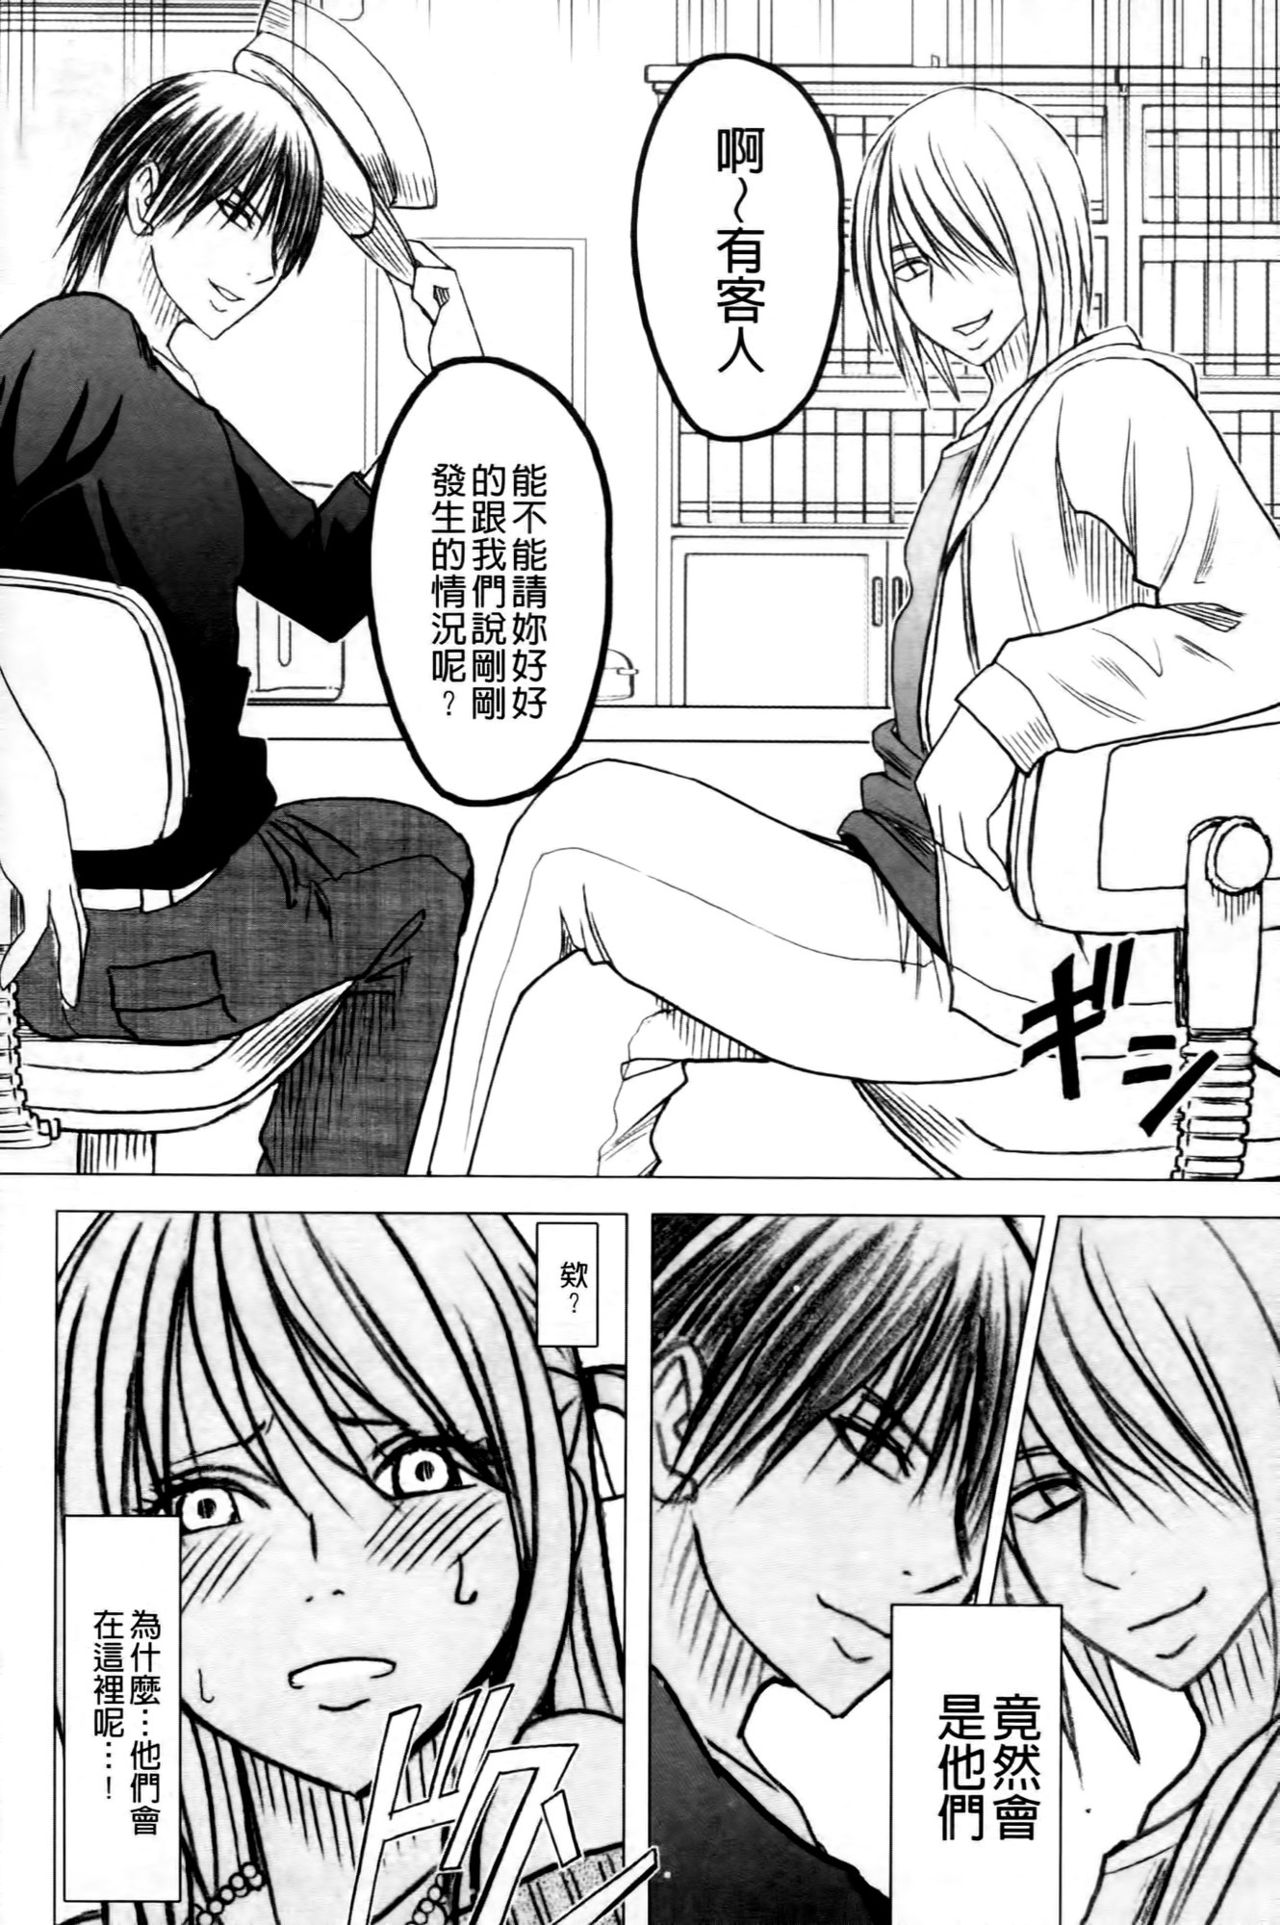 啊～有客人
能不能請妳好好
的跟我們說剛剛
發生的情況呢？
ギシ
竟然會
是他們
欸？
為什麼…他們會
在這裡呢…！
ドクン